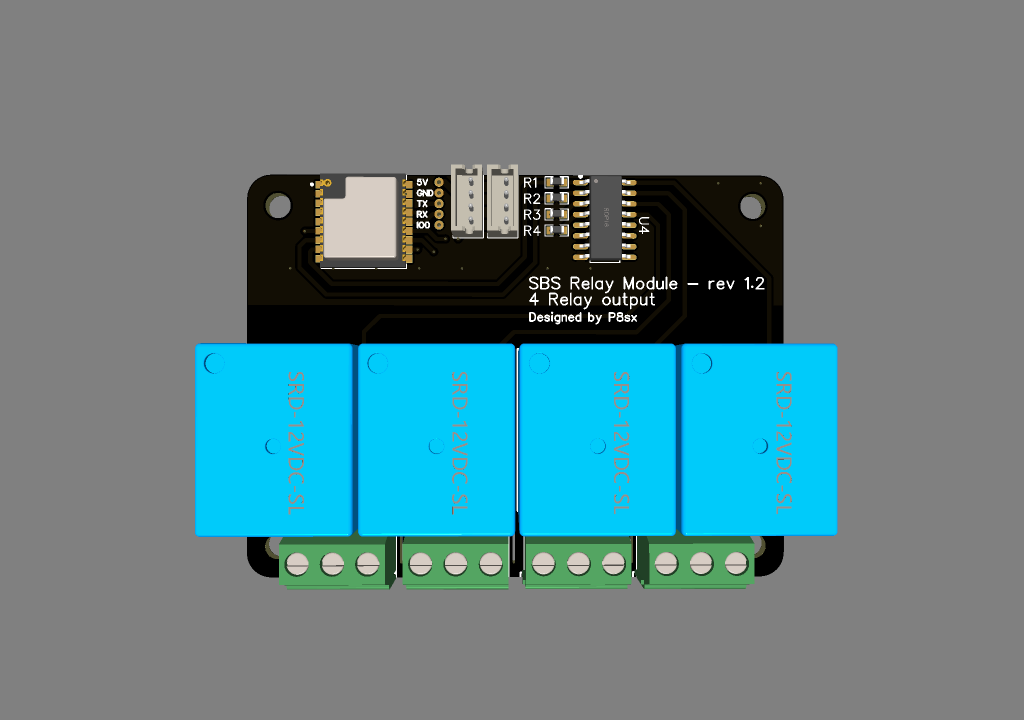 5V
GND
TX
RX
IO0
R1
R2
R3
R4
SOP16
U4
SBS Relay Module - rev 1.2
4 Relay output
Designed by P8sx
SRD-12VDC-SL
SRD-12VDC-SL
SRD-12VDC-SL
SRD-12VDC-SL